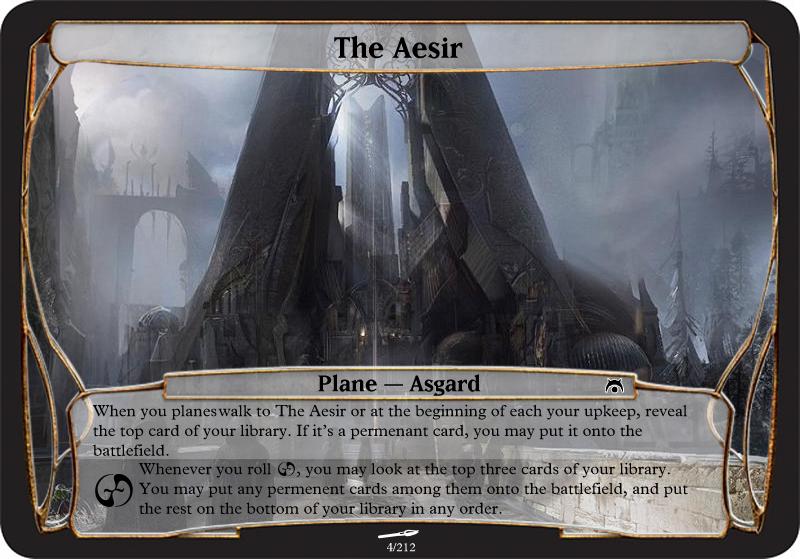 The Aesir
Plane — Asgard
When you planeswalk to The Aesir or at the beginning of each your upkeep, reveal
the top card of your library. If it's a permenant card, you may put it onto the
battlefield.
Whenever you roll , you may look at the top three cards of your library.
You may put any permenent cards among them onto the battlefield, and put
the rest on the bottom of your library in any order.
4/212